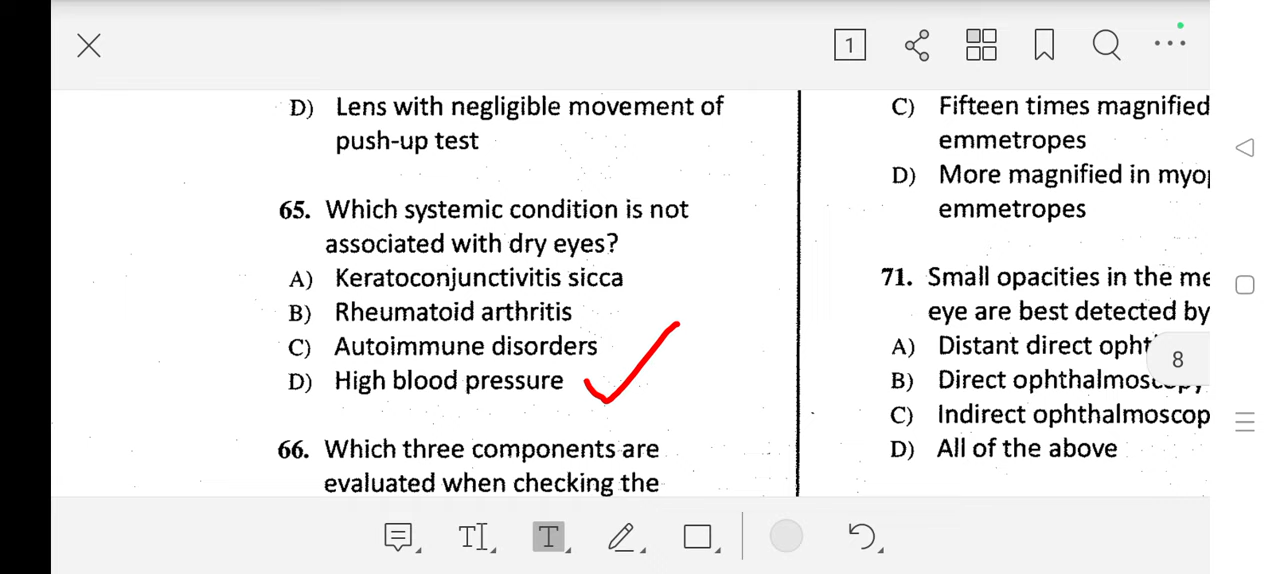 1
D) Lens with negligible movement of
push-up test
65. Which systemic condition is not
associated with dry eyes?
A) Keratoconjunctivitis sicca
B) Rheumatoid arthritis
C) Autoimmune disorders
D) High blood pressure
66. Which three components are
evaluated when checking the
C) Fifteen times magnified
emmetropes
D) More magnified in
emmetropes
71. Small opacities in the
eye are best detected by
A) Distant direct
B) Direct
C) Indirect
D) All of the above
8
TI
T